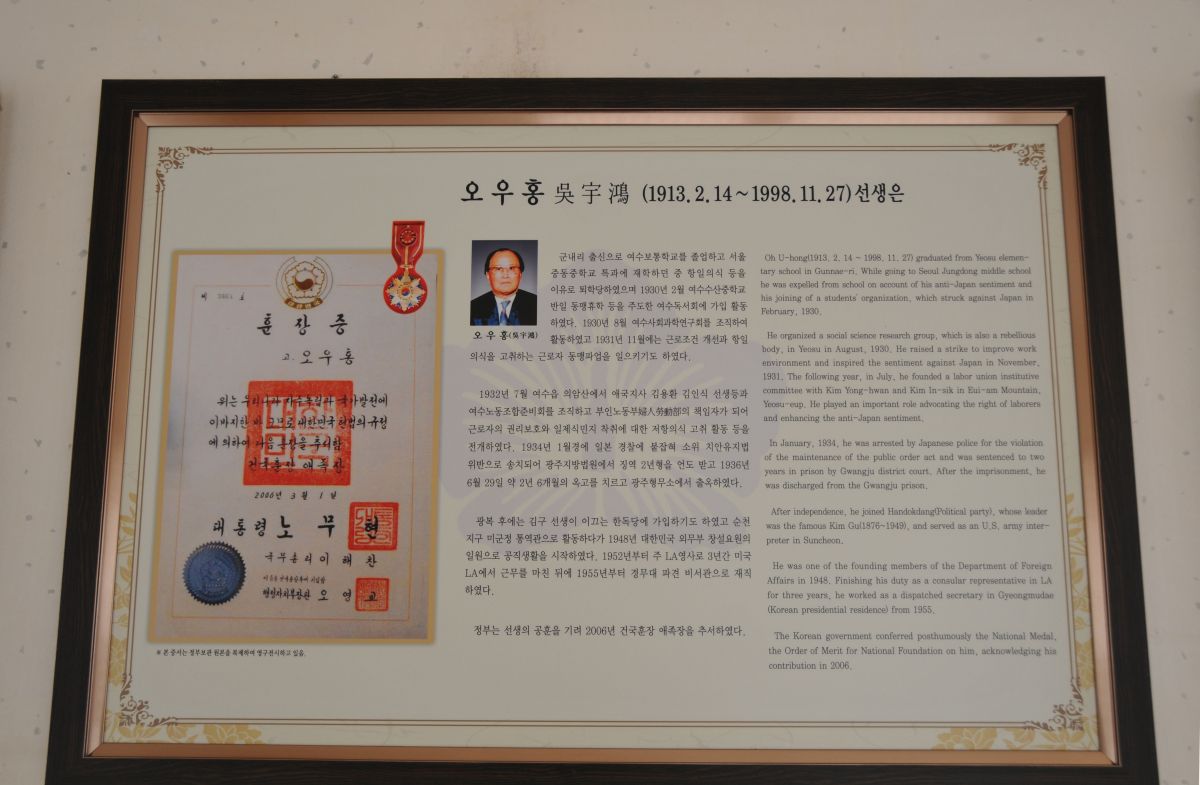 오우홍 吳宇鴻 (1913. 2. 14 ~ 1998. 11. 27) 선생은
훈 장 증
고. 오 우 홍
위는 우리나라 자주독립과 국가발전에
이바지한 바 크므로 대한민국 헌법의 규정
에 의하여 다음 훈장을 추서함
건국훈장 애족장
2006년 3 월 1 일
대통령 노 무 현
국무총리 이 해 찬
행정자치부장관 오 영 교
※ 본 증서는 정부보관 원본을 복제하여 영구전시하고 있음.
오 우 홍(吳宇鴻)
군내리 출신으로 여수보통학교를 졸업하고 서울
중동중학교 특과에 재학하던 중 항일의식 등을
이유로 퇴학당하였으며 1930년 2월 여수수산중학교
반일 동맹휴학 등을 주도한 여수독서회에 가입 활동
하였다. 1930년 8월 여수사회과학연구회를 조직하여
활동하였고 1931년 11월에는 근로조건 개선과 항일
의식을 고취하는 근로자 동맹파업을 일으키기도 하였다.
1932년 7월 여수읍 의암산에서 애국지사 김용환 김인식 선생등과
여수노동조합준비회를 조직하고 부인노동부婦人勞動部의 책임자가 되어
근로자의 권리보호와 일제식민지 착취에 대한 저항의식 고취 활동 등을
전개하였다. 1934년 1월경에 일본 경찰에 붙잡혀 소위 치안유지법
위반으로 송치되어 광주지방법원에서 징역 2년형을 언도 받고 1936년
6월 29일 약 2년 6개월의 옥고를 치르고 광주형무소에서 출옥하였다.
광복 후에는 김구 선생이 이끄는 한독당에 가입하기도 하였고 순천
지구 미군정 통역관으로 활동하다가 1948년 대한민국 외무부 창설요원의
일원으로 공직생활을 시작하였다. 1952년부터 주 LA영사로 3년간 미국
LA에서 근무를 마친 뒤에 1955년부터 경무대 파견 비서관으로 재직
하였다.
정부는 선생의 공훈을 기려 2006년 건국훈장 애족장을 추서하였다.
Oh U-hong(1913. 2. 14 ~ 1998. 11. 27) graduated from Yeosu elemen-
tary school in Gunnae-ri. While going to Seoul Jungdong middle school
he was expelled from school on account of his anti-Japan sentiment and
his joining of a students' organization, which struck against Japan in
February, 1930.
He organized a social science research group, which is also a rebellious
body, in Yeosu in August, 1930. He raised a strike to improve work
environment and inspired the sentiment against Japan in November,
1931. The following year, in July, he founded a labor union institutive
committee with Kim Yong-hwan and Kim In-sik in Eui-am Mountain,
Yeosu-eup. He played an important role advocating the right of laborers
and enhancing the anti-Japan sentiment.
In January, 1934, he was arrested by Japanese police for the violation
of the maintenance of the public order act and was sentenced to two
years in prison by Gwangju district court. After the imprisonment, he
was discharged from the Gwangju prison.
After independence, he joined Handokdang(Political party), whose leader
was the famous Kim Gu(1876-1949), and served as an U.S. army inter-
preter in Suncheon.
He was one of the founding members of the Department of Foreign
Affairs in 1948. Finishing his duty as a consular representative in LA
for three years, he worked as a dispatched secretary in Gyeongmudae
(Korean presidential residence) from 1955.
The Korean government conferred posthumously the National Medal,
the Order of Merit for National Foundation on him, acknowledging his
contribution in 2006.